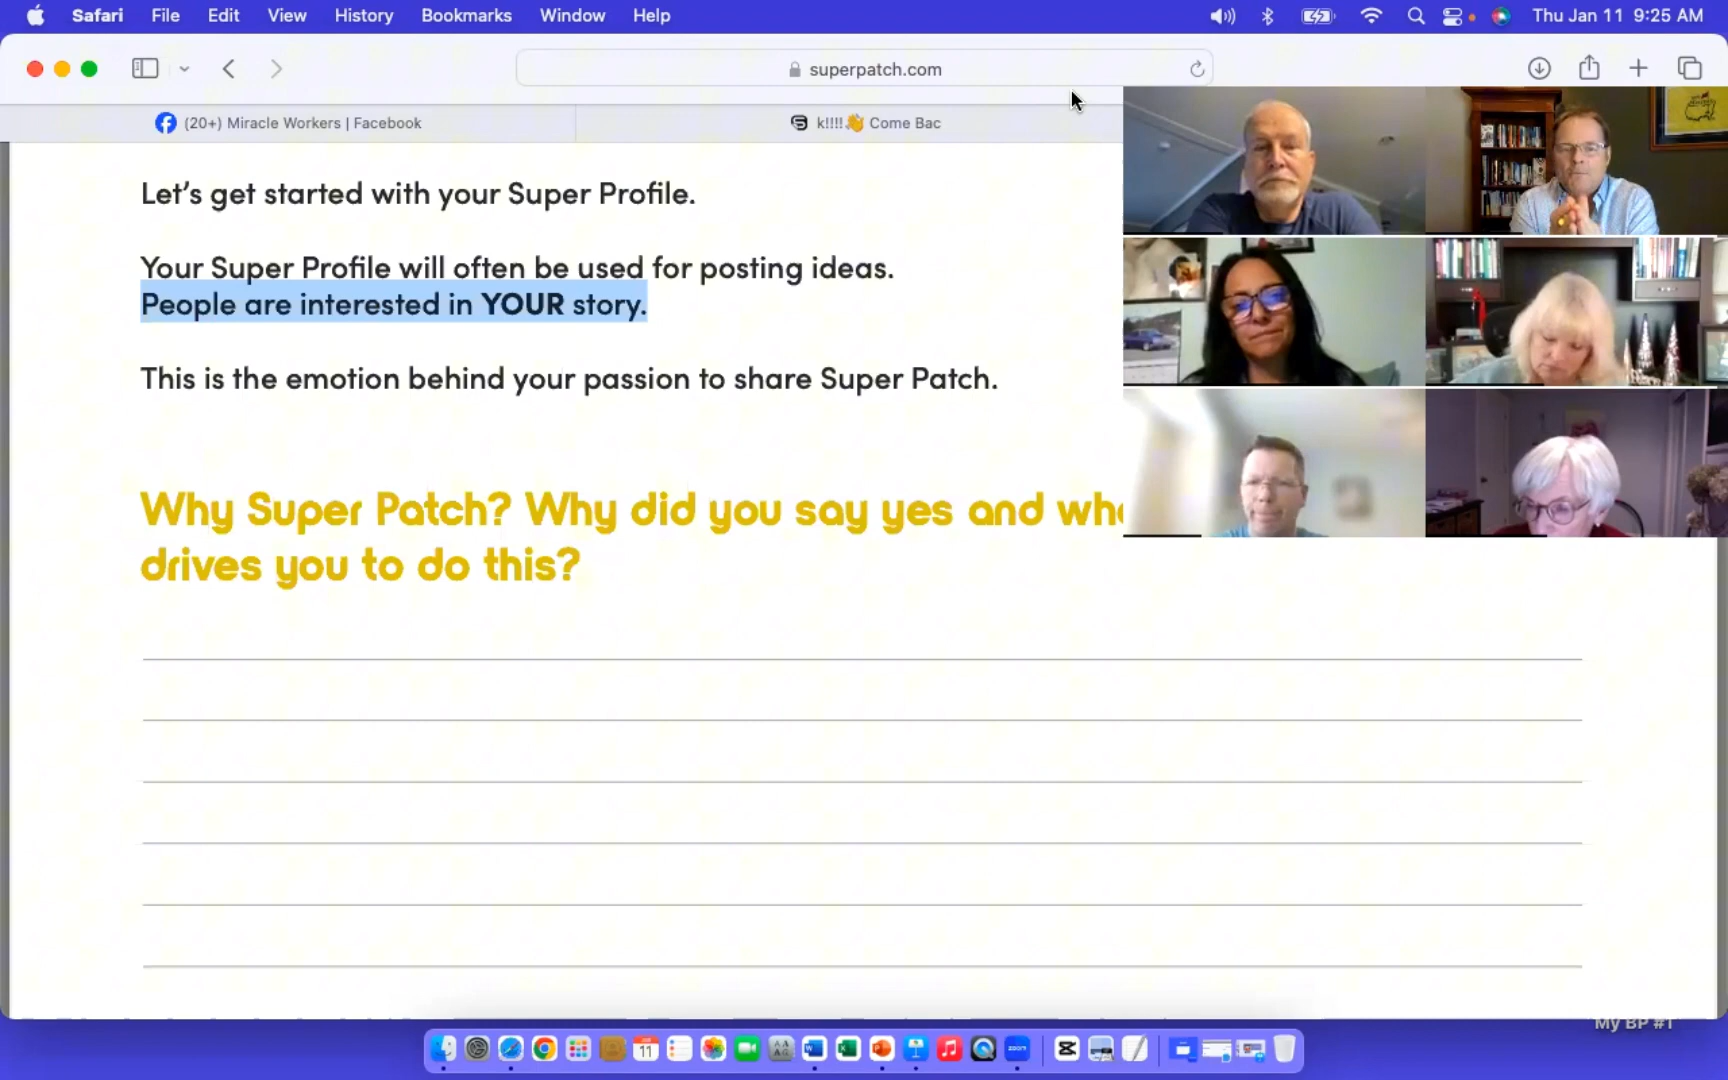 Safari File Edit View History Bookmarks Window Help Thu Jan 11 9:25 AM
superpatch.com
(20+) Miracle Workers | Facebook
k!!!!👋 Come Bac
Let's get started with your Super Profile.
Your Super Profile will often be used for posting ideas.
People are interested in YOUR story.
This is the emotion behind your passion to share Super Patch.
Why Super Patch? Why did you say yes and
drives you to do this?
My BP #1
11
zoom